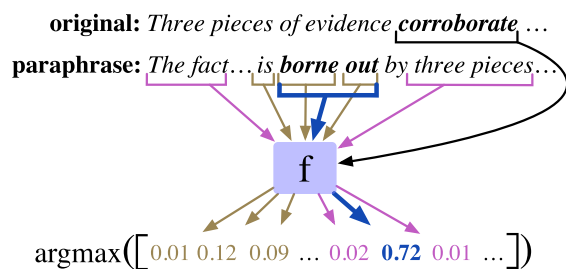 original: Three pieces of evidence corroborate ...
paraphrase: The fact... is borne out by three pieces...
f
argmax([ 0.01 0.12 0.09 ... 0.02 0.72 0.01 ... ])